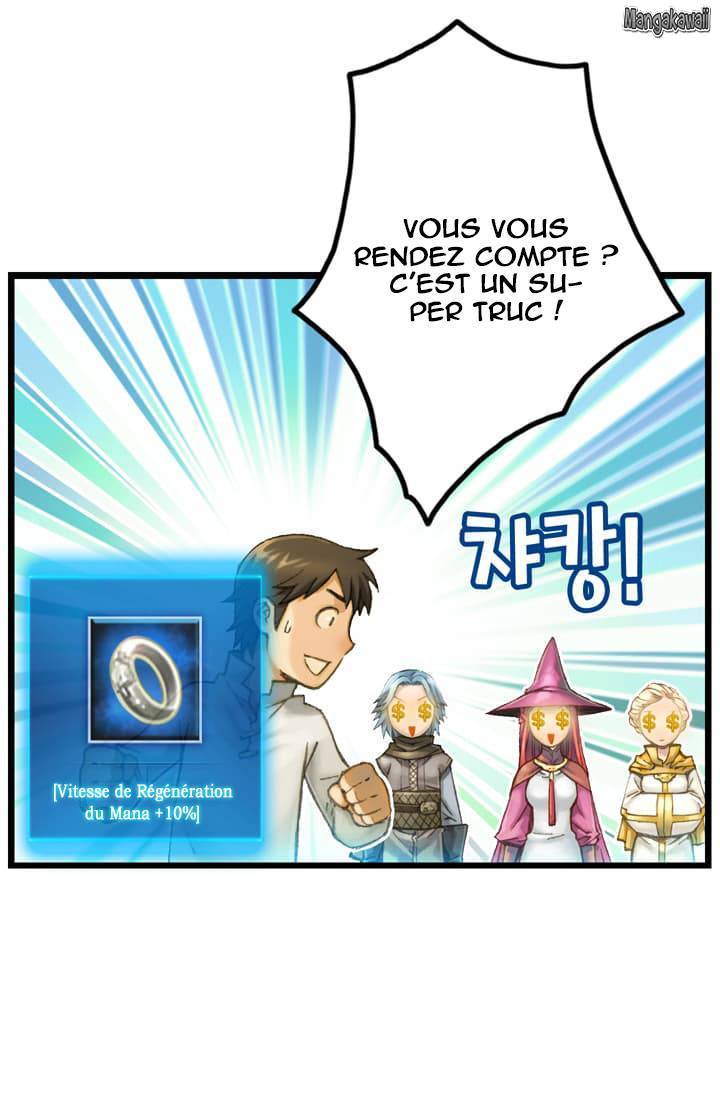 Mangakawaii
VOUS VOUS
RENDEZ COMPTE ?
C'EST UN SU-
PER TRUC !
챠캉!
[Vitesse de Régénération
du Mana +10%]